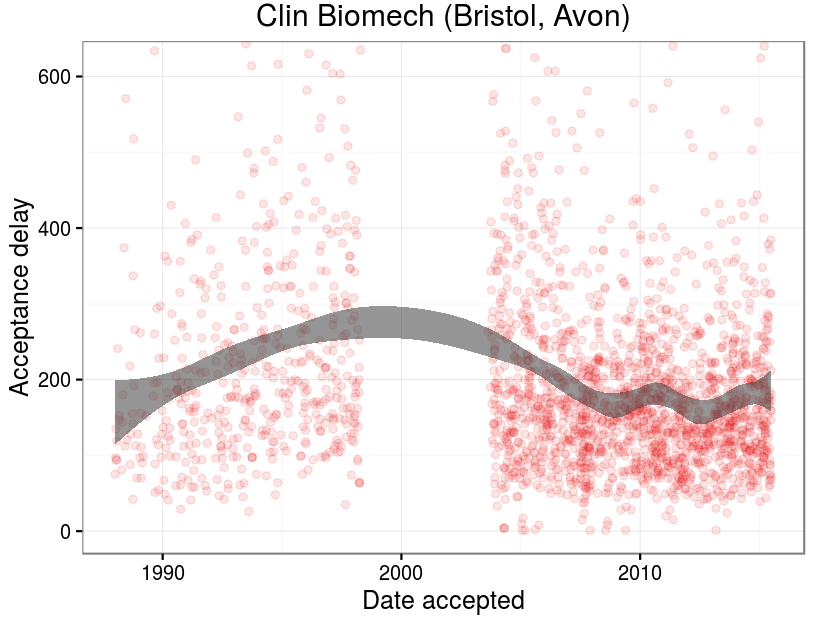 Clin Biomech (Bristol, Avon)
Acceptance delay
600
400
200
0
1990
2000
2010
Date accepted